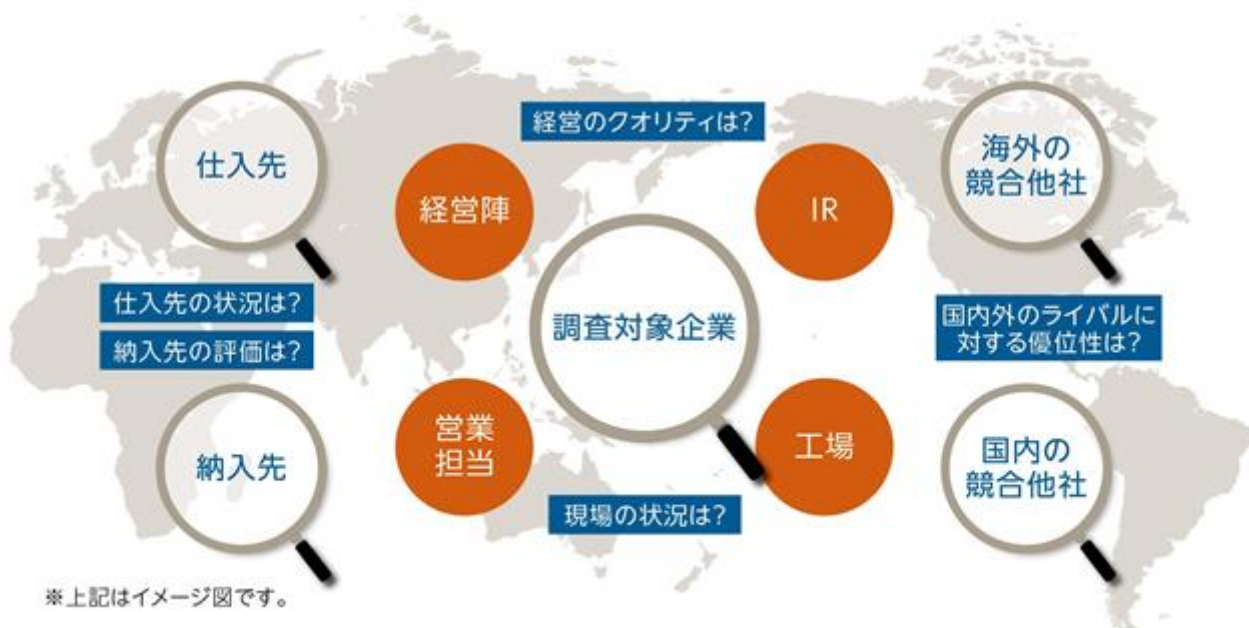 経営のクオリティは?
仕入先
経営陣
IR
海外の
競合他社
仕入先の状況は?
納入先の評価は?
調査対象企業
国内外のライバルに
対する優位性は?
納入先
営業
担当
工場
国内の
競合他社
現場の状況は?
※上記はイメージ図です。